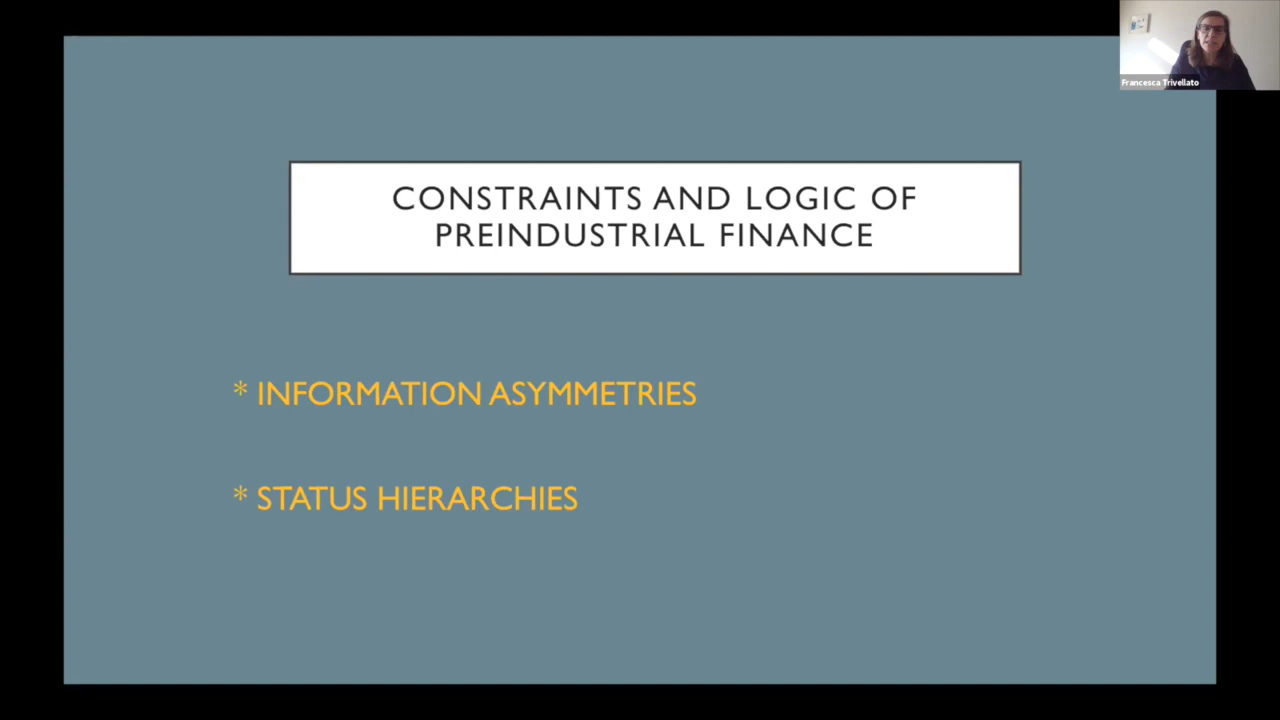 Francesca Trivellato
CONSTRAINTS AND LOGIC OF
PREINDUSTRIAL FINANCE
* INFORMATION ASYMMETRIES
* STATUS HIERARCHIES